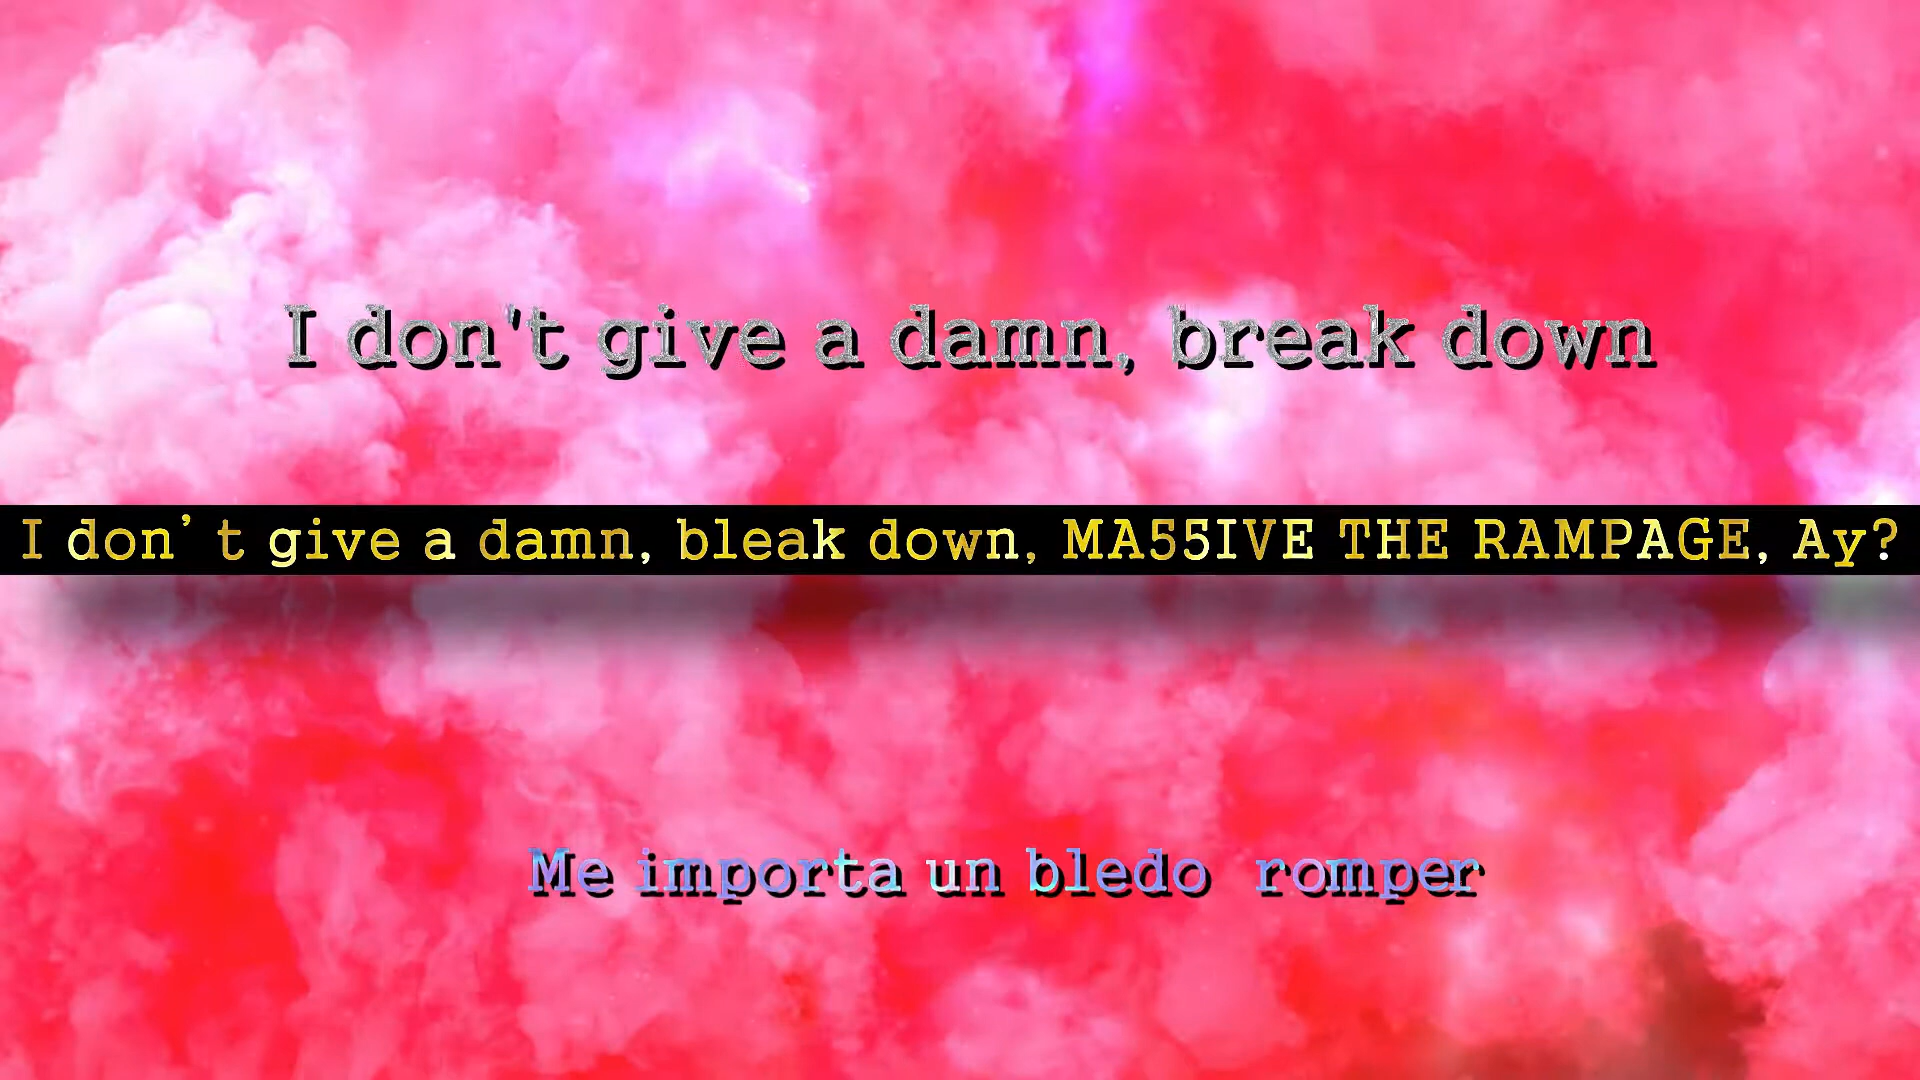 I don't give a damn, break down
I don’t give a damn, bleak down, MA55IVE THE RAMPAGE, Ay?
Me importa un bledo romper